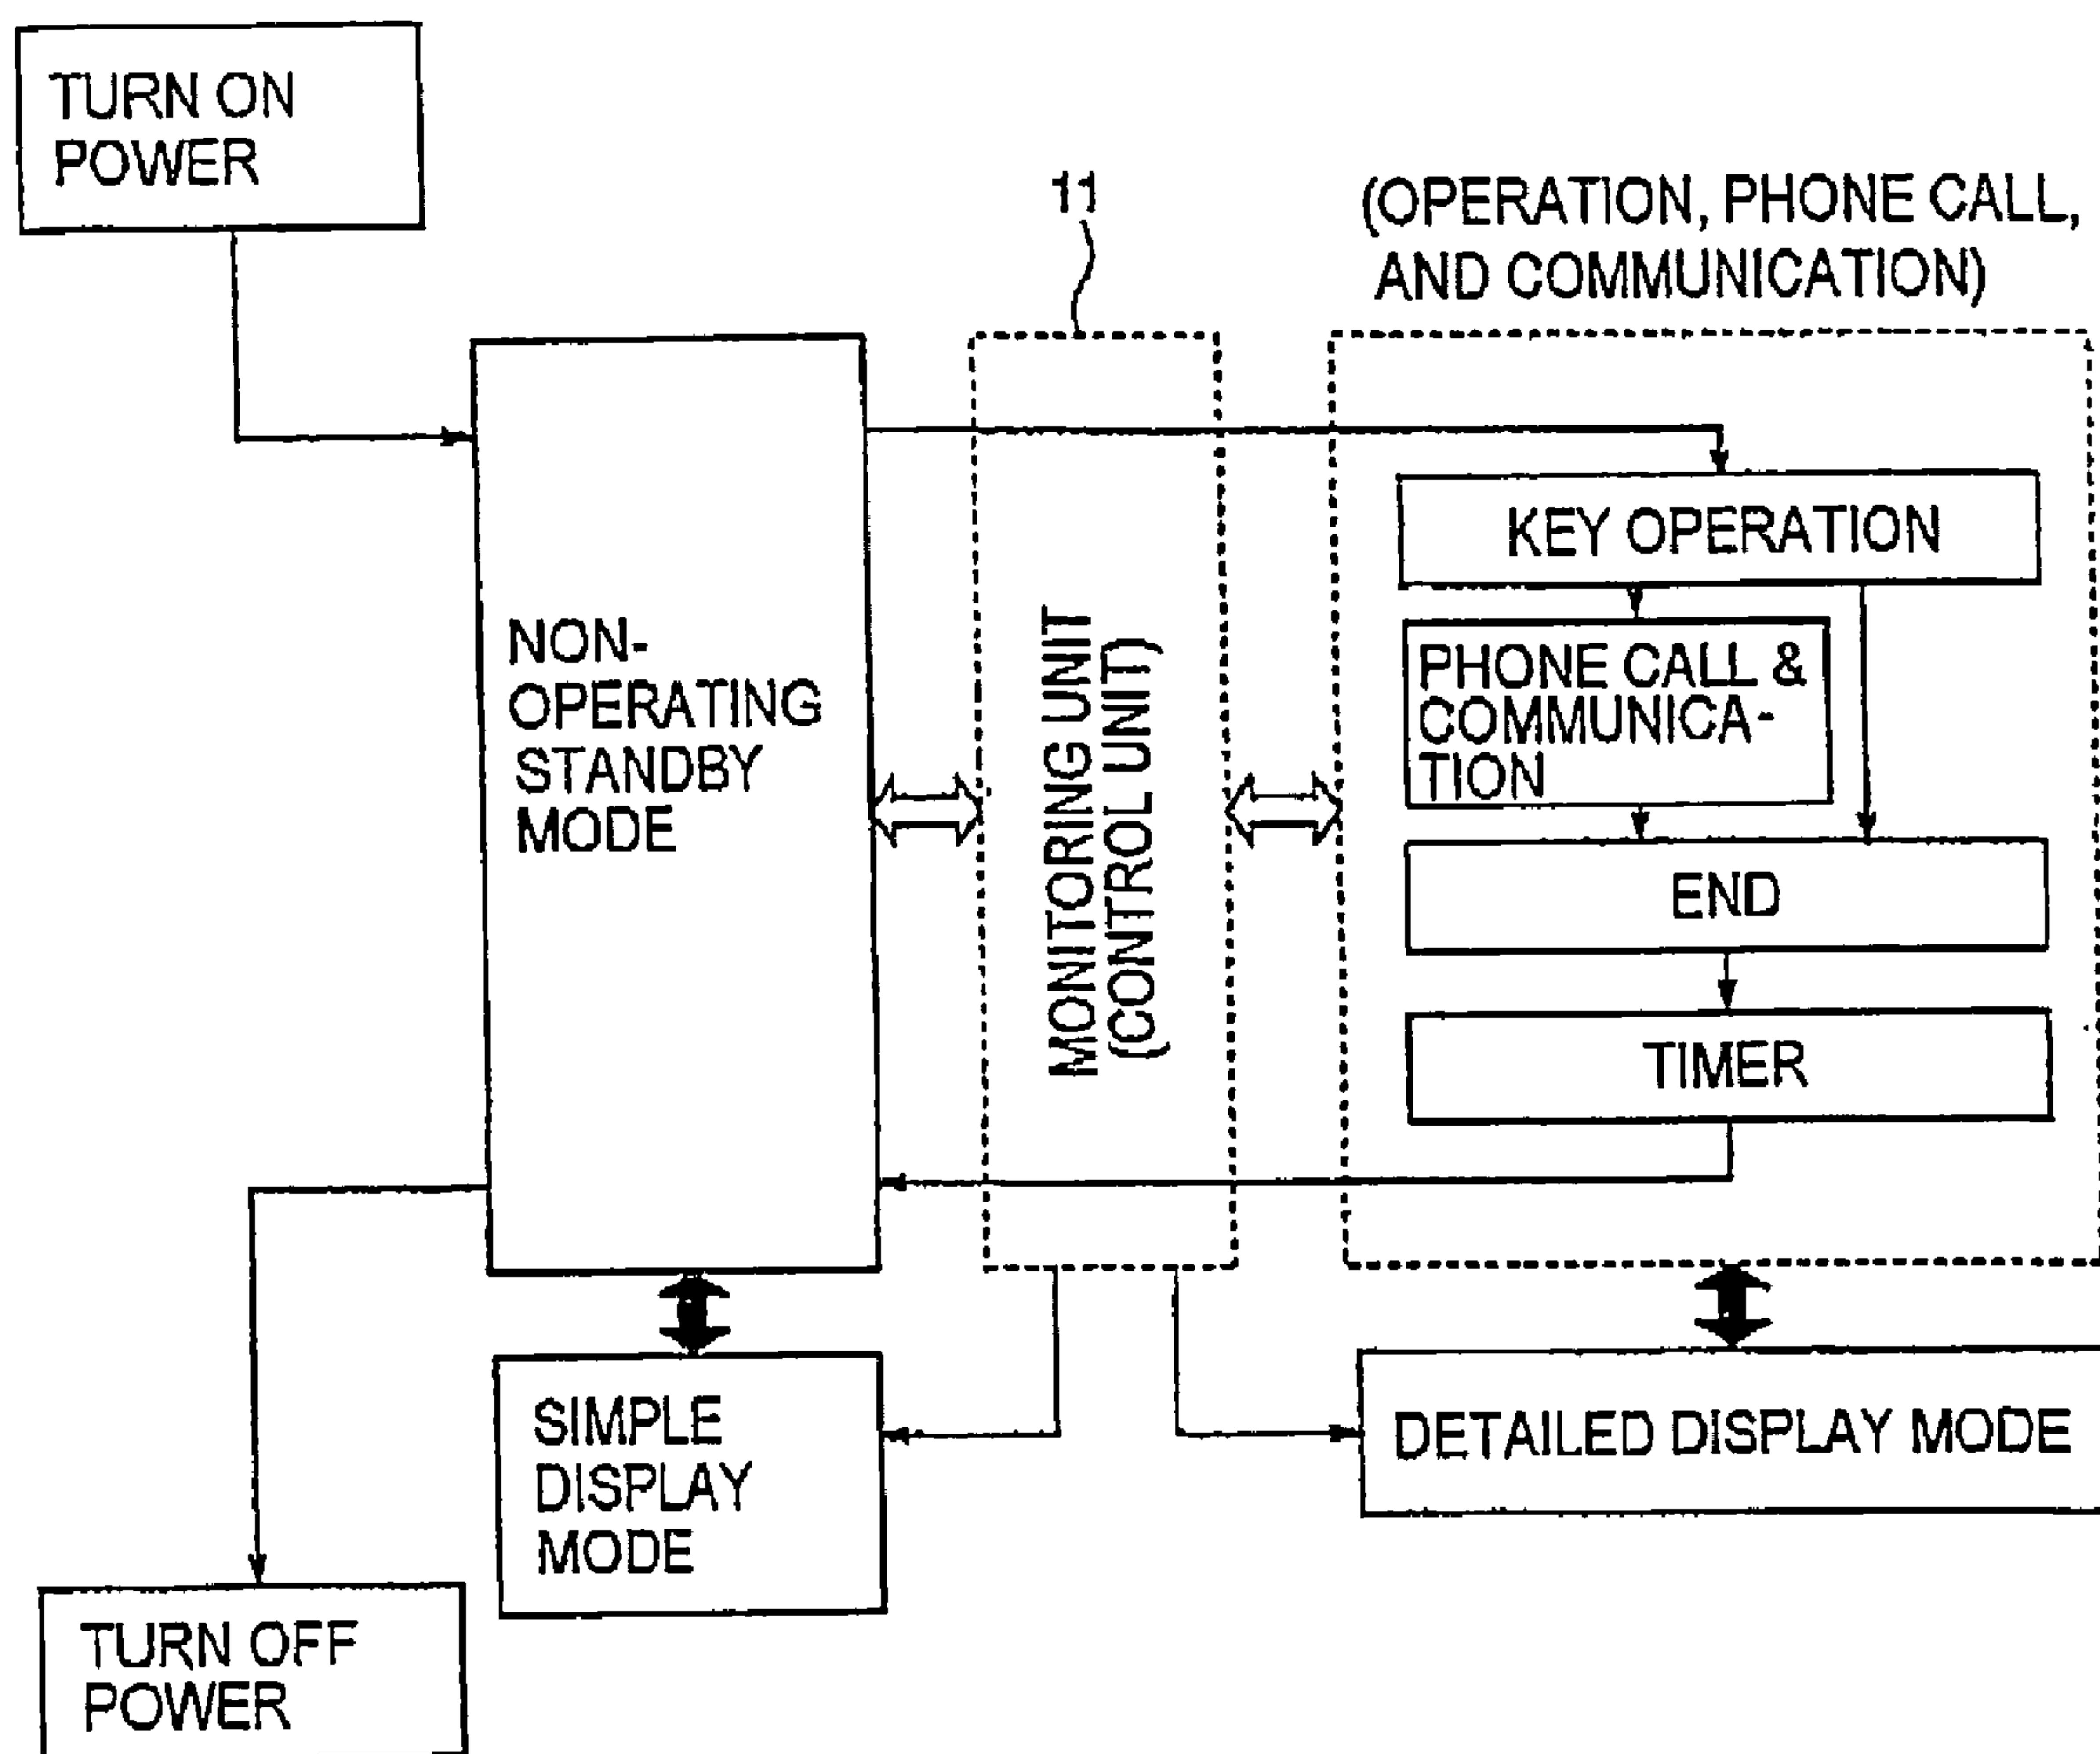 TURN ON
POWER
11
(OPERATION, PHONE CALL,
AND COMMUNICATION)
KEY OPERATION
NON-
OPERATING
STANDBY
MODE
MONITORING UNIT
(CONTROL UNIT)
PHONE CALL &
COMMUNICA-
TION
END
TIMER
SIMPLE
DISPLAY
MODE
DETAILED DISPLAY MODE
TURN OFF
POWER